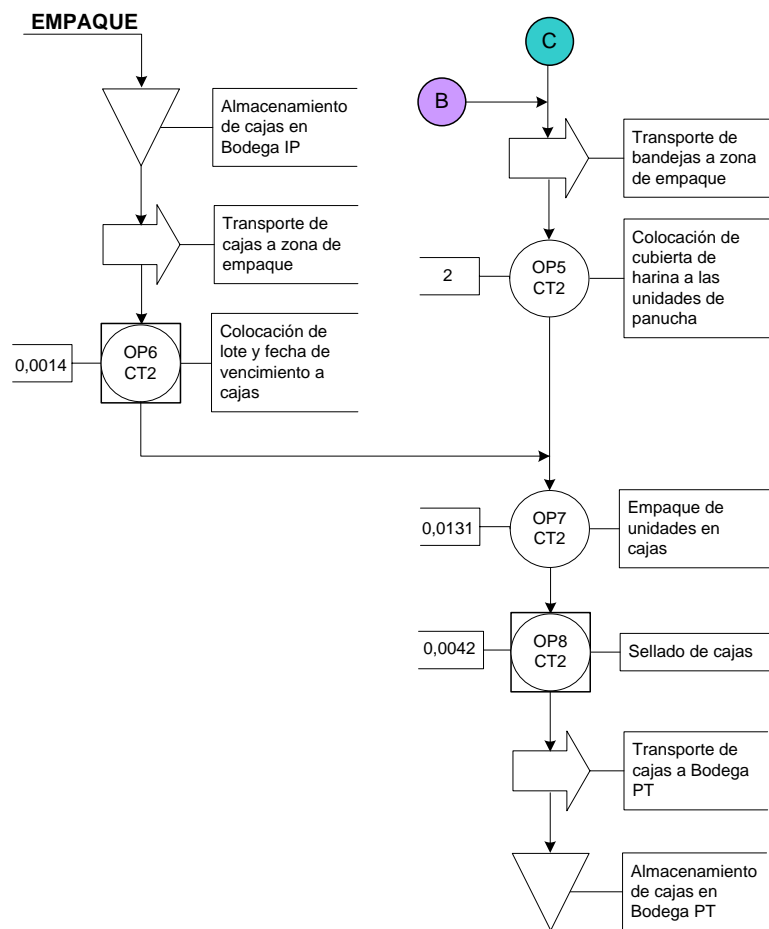 EMPAQUE
Almacenamiento
de cajas en
Bodega IP
Transporte de
cajas a zona de
empaque
0,0014
OP6
CT2
Colocación de
lote y fecha de
vencimiento a
cajas
C
B
Transporte de
bandejas a zona
de empaque
2
OP5
CT2
Colocación de
cubierta de
harina a las
unidades de
panucha
0,0131
OP7
CT2
Empaque de
unidades en
cajas
0,0042
OP8
CT2
Sellado de cajas
Transporte de
cajas a Bodega
PT
Almacenamiento
de cajas en
Bodega PT